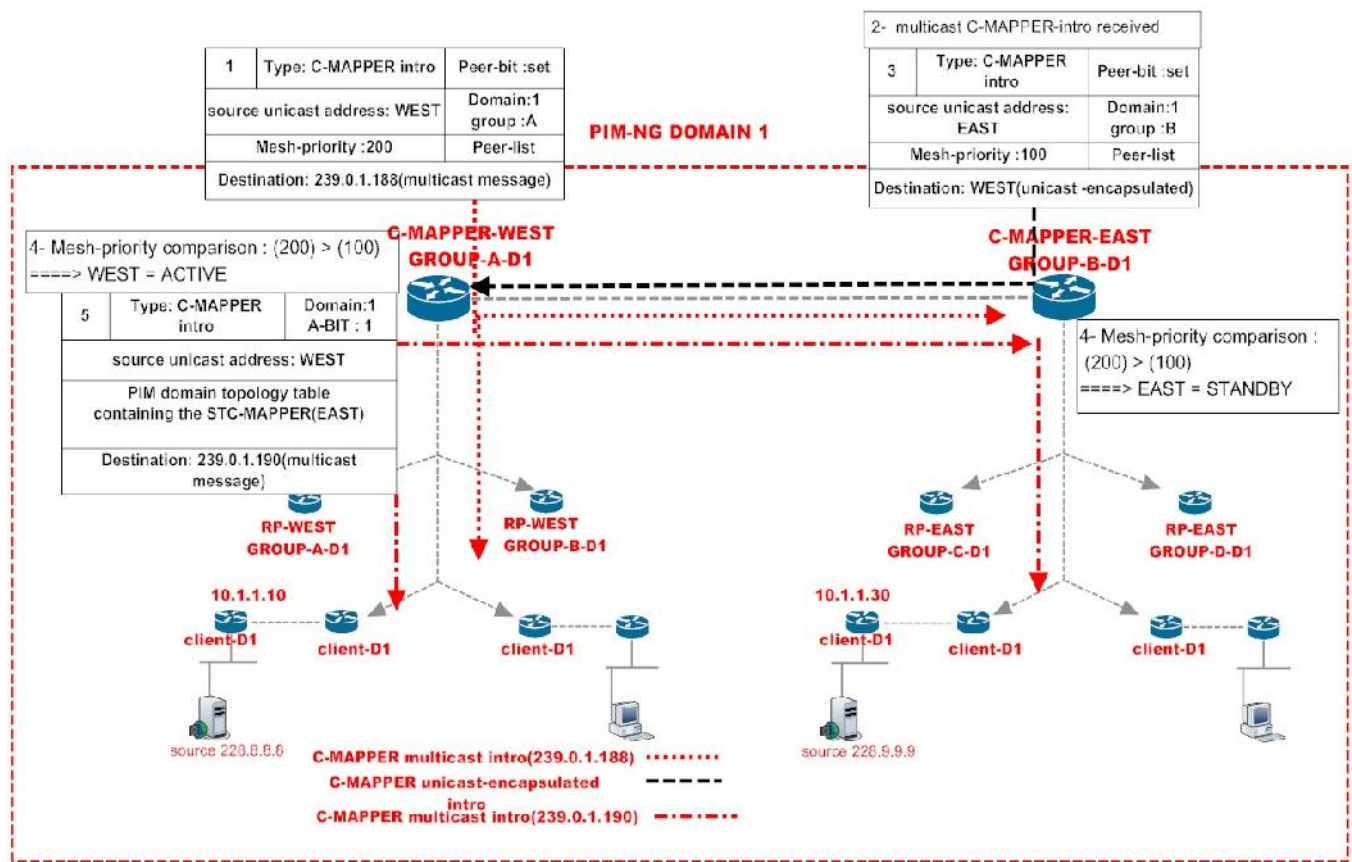 2- multicast C-MAPPER-intro received
1
Type: C-MAPPER intro
Peer-bit :set
source unicast address: WEST
Domain:1
group :A
Mesh-priority :200
Peer-list
Destination: 239.0.1.188(multicast message)
3
Type: C-MAPPER
intro
Peer-bit :set
source unicast address:
EAST
Domain:1
group :B
Mesh-priority :100
Peer-list
Destination: WEST(unicast -encapsulated)
PIM-NG DOMAIN 1
C-MAPPER-WEST
GROUP-A-D1
C-MAPPER-EAST
GROUP-B-D1
4- Mesh-priority comparison : (200) > (100)
====> WEST = ACTIVE
5
Type: C-MAPPER
intro
Domain:1
A-BIT : 1
source unicast address: WEST
PIM domain topology table
containing the STC-MAPPER(EAST)
Destination: 239.0.1.190(multicast
message)
4- Mesh-priority comparison :
(200) > (100)
====> EAST = STANDBY
RP-WEST
GROUP-A-D1
RP-WEST
GROUP-B-D1
RP-EAST
GROUP-C-D1
RP-EAST
GROUP-D-D1
10.1.1.10
client-D1
client-D1
client-D1
10.1.1.30
client-D1
client-D1
client-D1
source 228.8.8.8
source 228.9.9.9
C-MAPPER multicast intro(239.0.1.188)
C-MAPPER unicast-encapsulated
intro
C-MAPPER multicast intro(239.0.1.190)